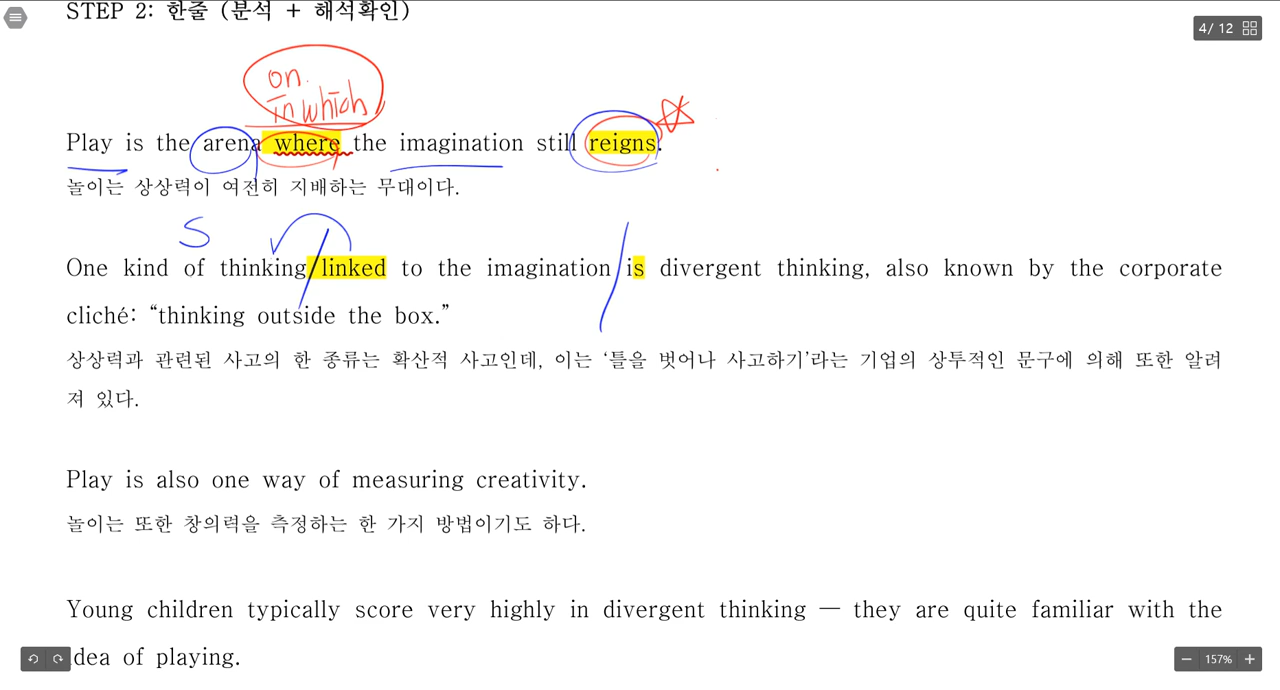 STEP 2: 한줄 (분석 + 해석확인)
4/ 12
on.
in which
Play is the arena where the imagination still reigns.
놀이는 상상력이 여전히 지배하는 무대이다.
S
One kind of thinking linked to the imagination is divergent thinking, also known by the corporate
cliché: “thinking outside the box.”
상상력과 관련된 사고의 한 종류는 확산적 사고인데, 이는 ‘틀을 벗어나 사고하기’라는 기업의 상투적인 문구에 의해 또한 알려
져 있다.
Play is also one way of measuring creativity.
놀이는 또한 창의력을 측정하는 한 가지 방법이기도 하다.
Young children typically score very highly in divergent thinking — they are quite familiar with the
idea of playing.
157%